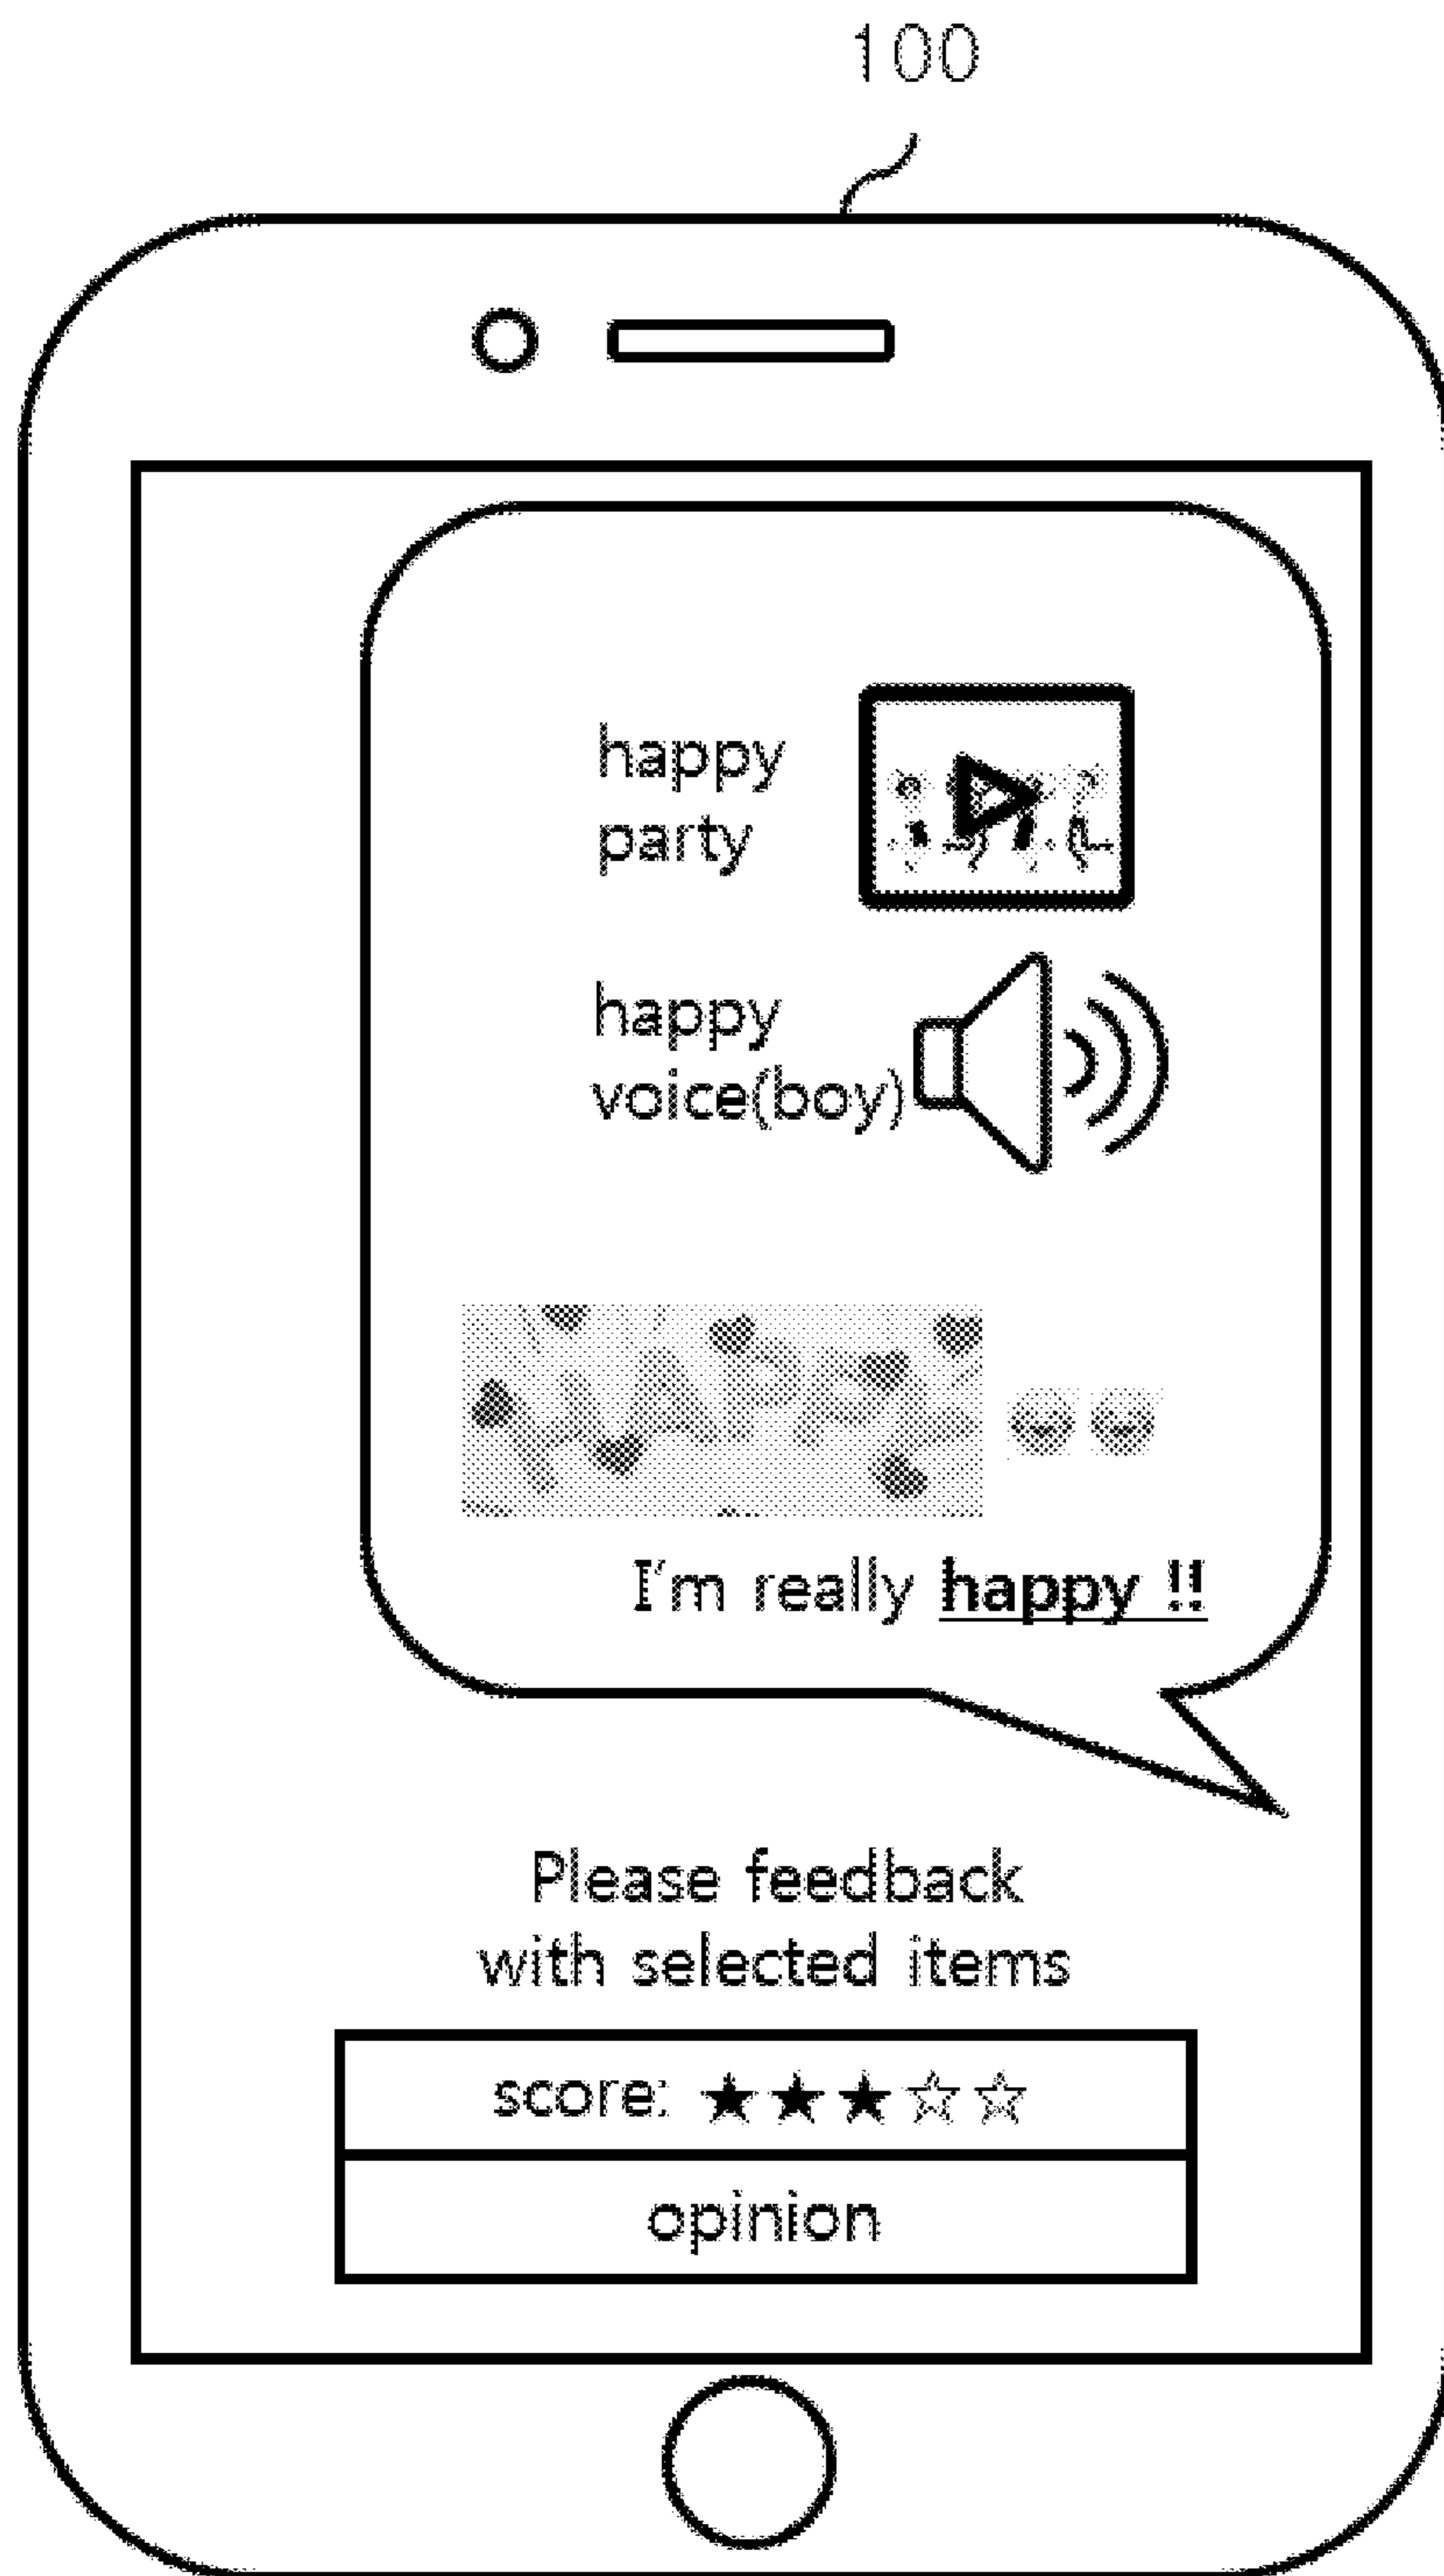 100
happy
party
happy
voice(boy)
I'm really happy !!
Please feedback
with selected items
score: ★★★☆☆
opinion